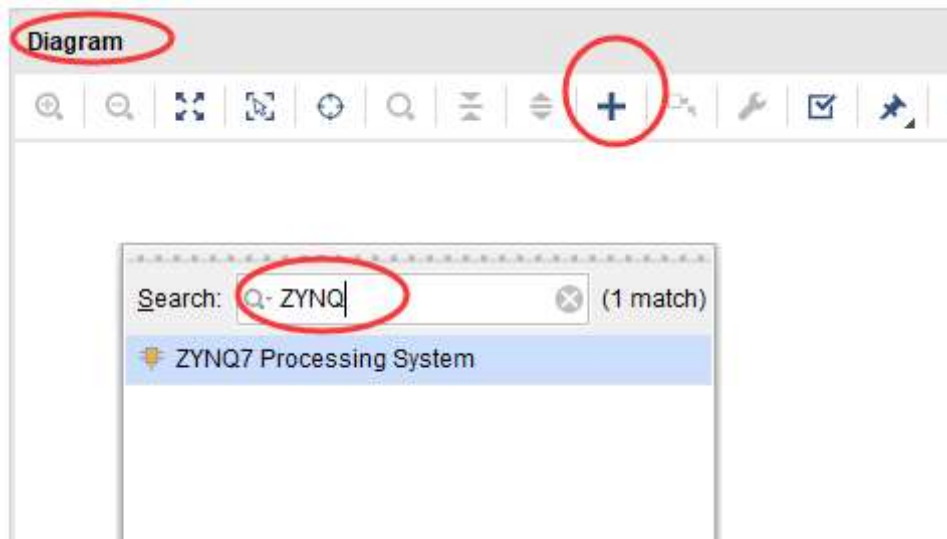 Diagram
Search: ZYNQ (1 match)
ZYNQ7 Processing System